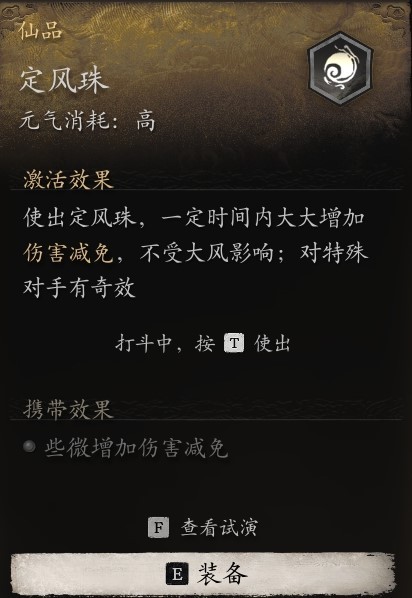 仙品
定风珠
元气消耗：高
激活效果
使出定风珠，一定时间内大大增加
伤害减免，不受大风影响；对特殊
对手有奇效
打斗中，按 T 使出
携带效果
些微增加伤害减免
F 查看试演
E 装备